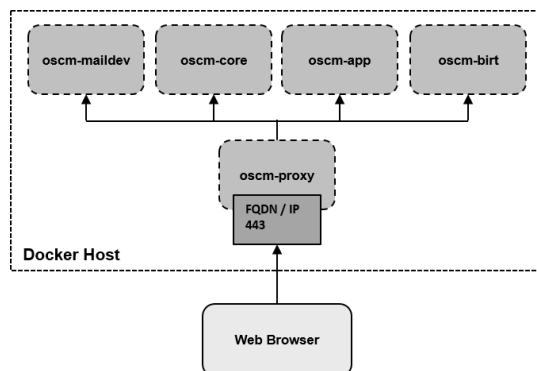 oscm-maildev
oscm-core
oscm-app
oscm-birt
oscm-proxy
FQDN / IP
443
Docker Host
Web Browser